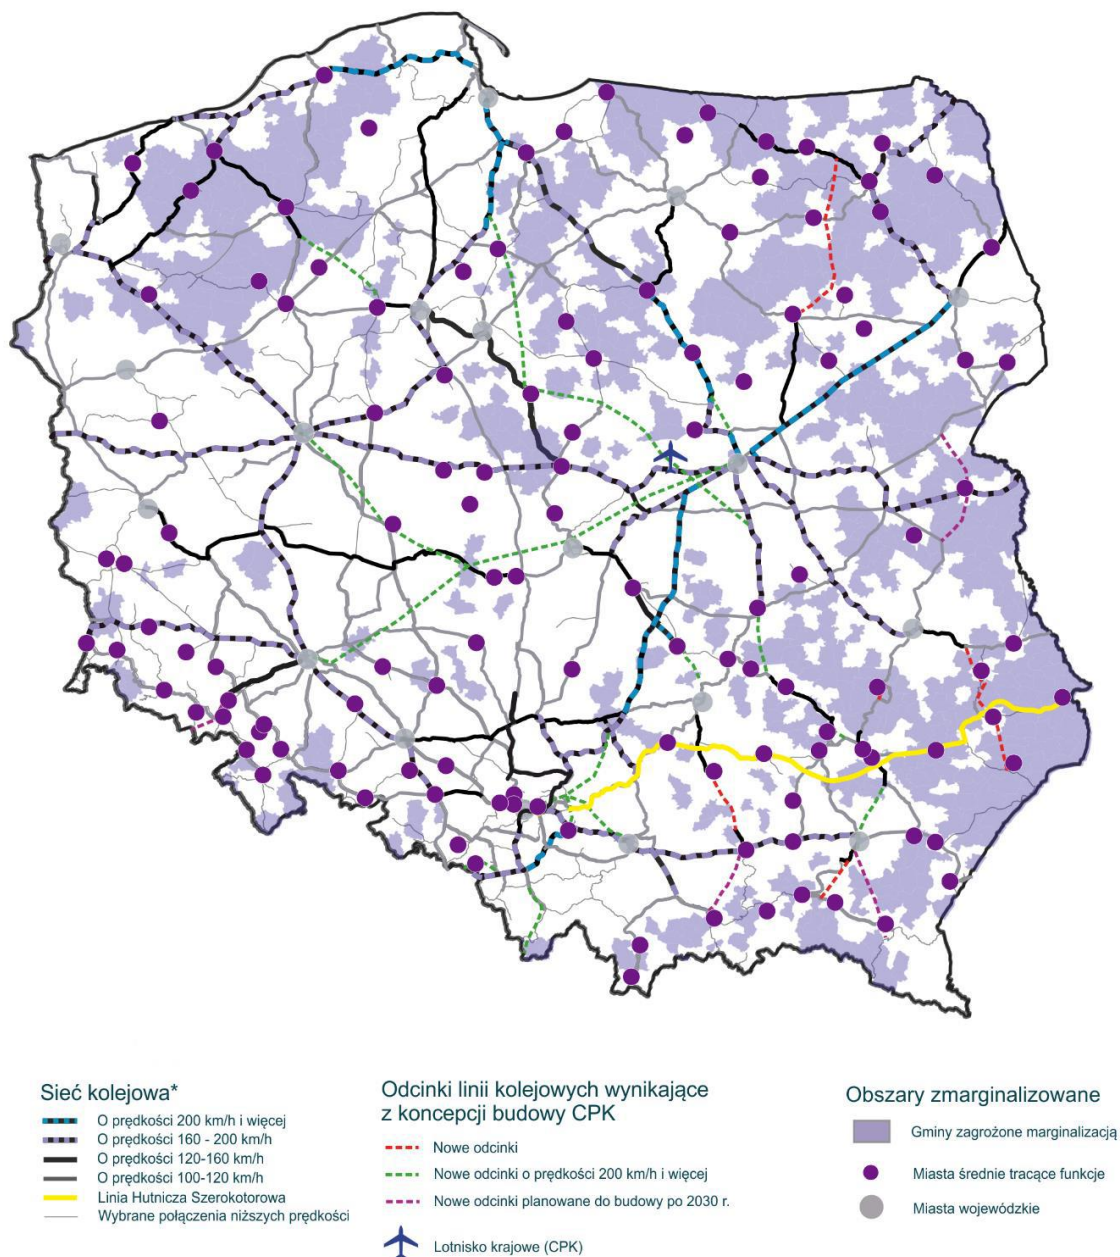 Sieć kolejowa*
O prędkości 200 km/h i więcej
O prędkości 160 - 200 km/h
O prędkości 120-160 km/h
O prędkości 100-120 km/h
Linia Hutnicza Szerokotorowa
Wybrane połączenia niższych prędkości
Odcinki linii kolejowych wynikające
z koncepcji budowy CPK
Nowe odcinki
Nowe odcinki o prędkości 200 km/h i więcej
Nowe odcinki planowane do budowy po 2030 r.
Lotnisko krajowe (CPK)
Obszary zmarginalizowane
Gminy zagrożone marginalizacją
Miasta średnie tracące funkcje
Miasta wojewódzkie